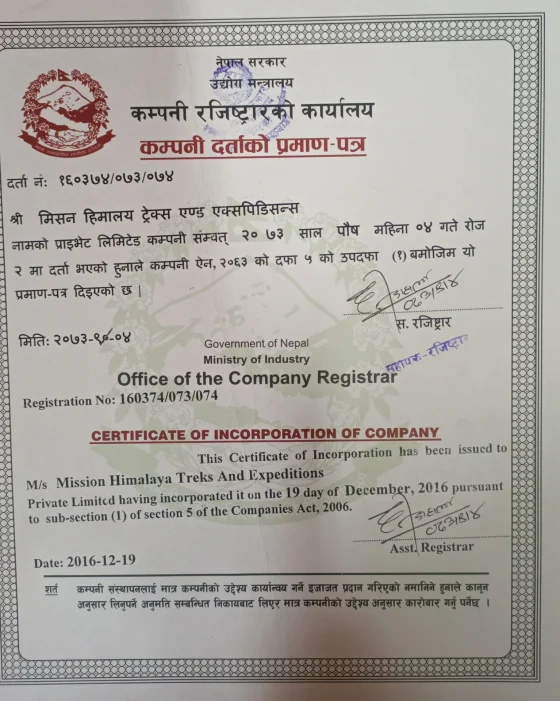 नेपाल सरकार
उद्योग मन्त्रालय
कम्पनी रजिष्ट्रारको कार्यालय
कम्पनी दर्ताको प्रमाण-पत्र
दर्ता नं: १६०३७४/०७३/०७४
श्री मिसन हिमालय ट्रेक्स एण्ड एक्सपिडिसन्स
नामको प्राइभेट लिमिटेड कम्पनी सम्वत् २० ७३ साल पौष महिना ०४ गते रोज
२ मा दर्ता भएको हुनाले कम्पनी ऐन, २०६३ को दफा ५ को उपदफा (१) बमोजिम यो
प्रमाण-पत्र दिइएको छ ।
स. रजिष्ट्रार
मिति: २०७३-९-०४
सहायक-रजिष्ट्रार
Government of Nepal
Ministry of Industry
Office of the Company Registrar
Registration No: 160374/073/074
CERTIFICATE OF INCORPORATION OF COMPANY
This Certificate of Incorporation has been issued to
M/s Mission Himalaya Treks And Expeditions
Private Limited having incorporated it on the 19 day of December, 2016 pursuant
to sub-section (1) of section 5 of the Companies Act, 2006.
Asst. Registrar
Date: 2016-12-19
शर्त कम्पनी संस्थापनलाई मात्र कम्पनीको उद्देश्य कार्यान्वय गर्ने इजाजत प्रदान गरिएको नमानिने हुनाले कानून
अनुसार लिनुपर्ने अनुमति सम्बन्धित निकायबाट लिएर मात्र कम्पनीको उद्देश्य अनुसार कारोबार गर्नु पर्नेछ ।